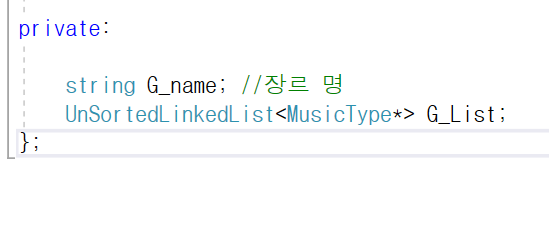 private:
string G_name; //장르 명
UnSortedLinkedList<MusicType*> G_List;
};